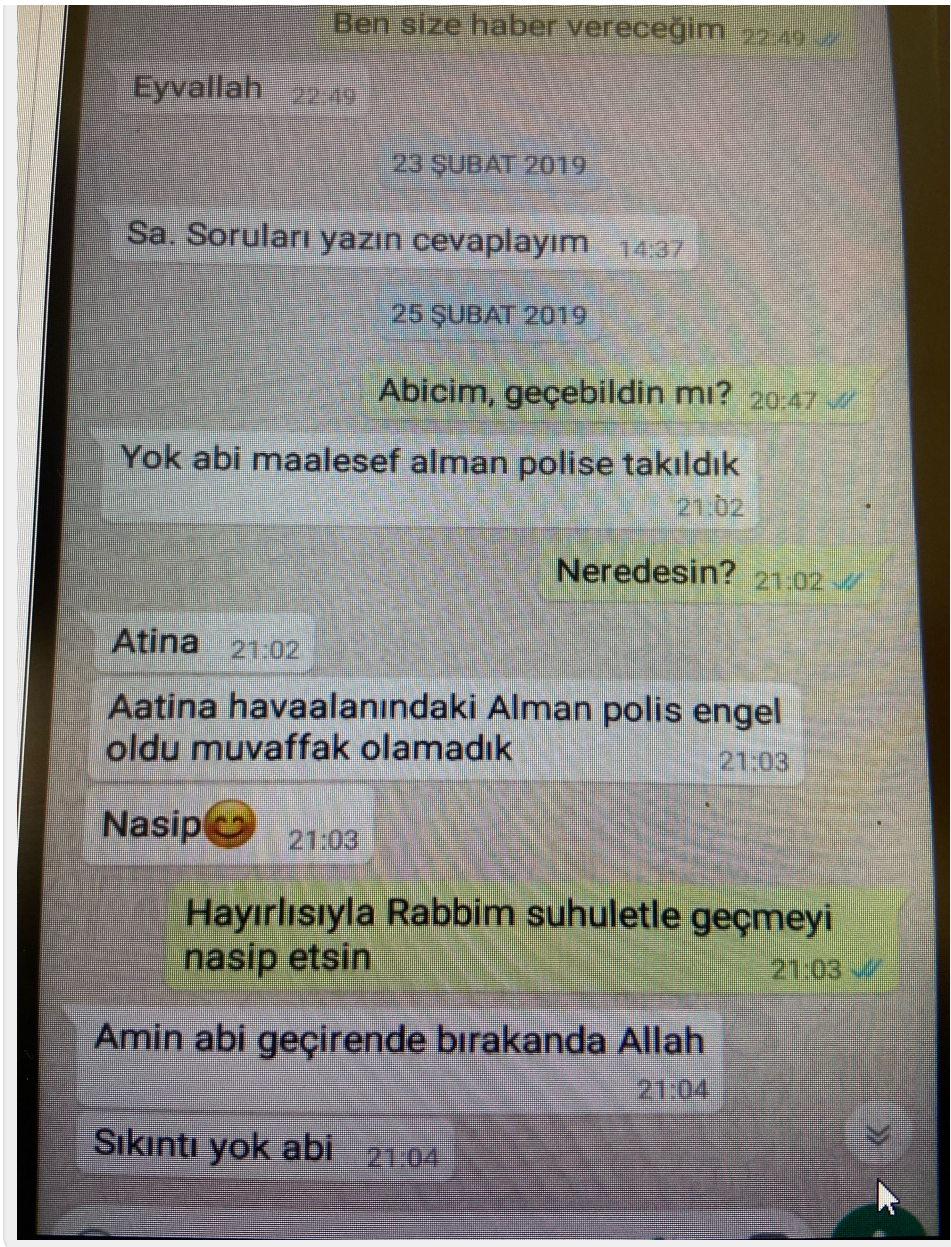 Ben size haber vereceğim 22:49
Eyvallah 22:49
23 ŞUBAT 2019
Sa. Soruları yazın cevaplayım 14:37
25 ŞUBAT 2019
Abicim, geçebildin mı? 20:47
Yok abi maalesef alman polise takıldık
21:02
Neredesin? 21:02
Atina 21:02
Aatina havaalanındaki Alman polis engel
oldu muvaffak olamadık 21:03
Nasip😊 21:03
Hayırlısıyla Rabbim suhuletle geçmeyi
nasip etsin 21:03
Amin abi geçirende bırakanda Allah
21:04
Sıkıntı yok abi 21:04